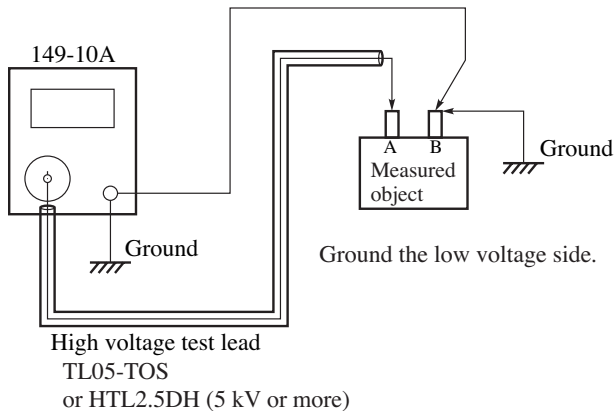 149-10A
A B
Measured
object
Ground
Ground
Ground the low voltage side.
High voltage test lead
TL05-TOS
or HTL2.5DH (5 kV or more)